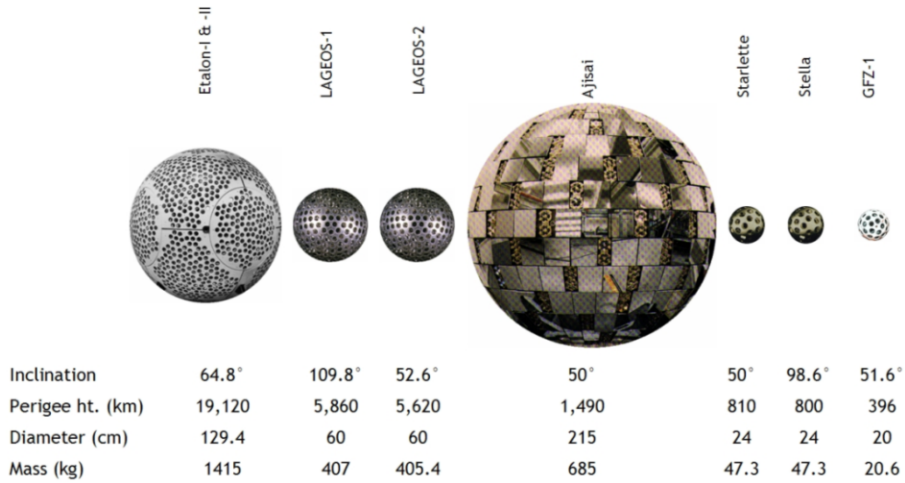 Etalon-I & -II
LAGEOS-1
LAGEOS-2
Ajisai
Starlette
Stella
GFZ-1
Inclination 64.8° 109.8° 52.6° 50° 50° 98.6° 51.6°
Perigee ht. (km) 19,120 5,860 5,620 1,490 810 800 396
Diameter (cm) 129.4 60 60 215 24 24 20
Mass (kg) 1415 407 405.4 685 47.3 47.3 20.6